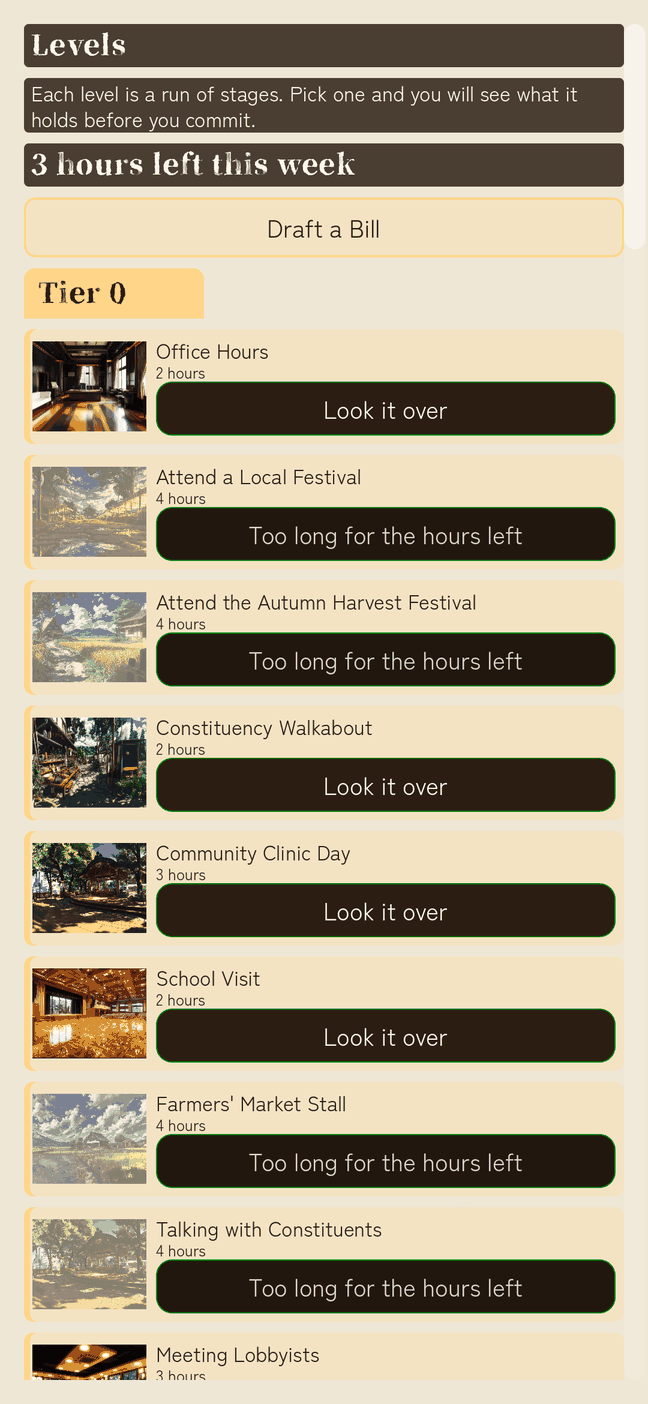 Levels
Each level is a run of stages. Pick one and you will see what it
holds before you commit.
3 hours left this week
Draft a Bill
Tier 0
Office Hours
2 hours
Look it over
Attend a Local Festival
4 hours
Too long for the hours left
Attend the Autumn Harvest Festival
4 hours
Too long for the hours left
Constituency Walkabout
2 hours
Look it over
Community Clinic Day
3 hours
Look it over
School Visit
2 hours
Look it over
Farmers' Market Stall
4 hours
Too long for the hours left
Talking with Constituents
4 hours
Too long for the hours left
Meeting Lobbyists
3 hours